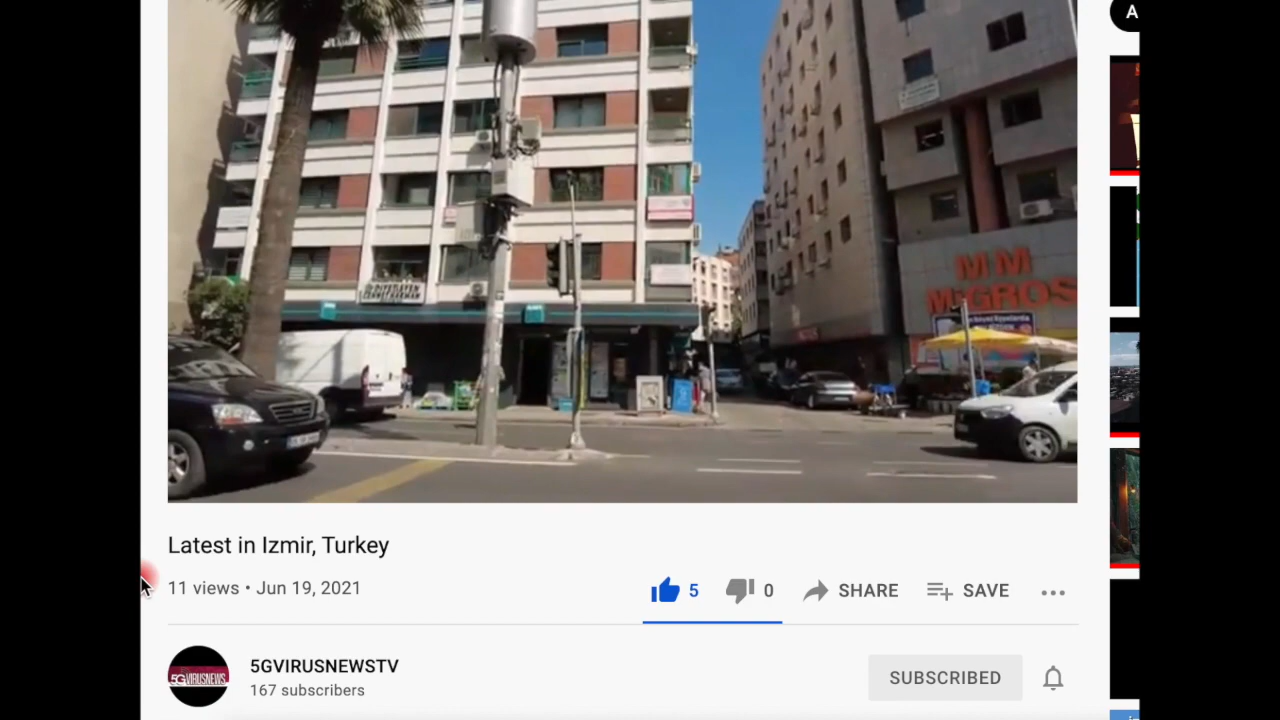 A
MM
MiGROS
Latest in Izmir, Turkey
11 views • Jun 19, 2021
5
0
SHARE
SAVE
5GVIRUSNEWS
5GVIRUSNEWSTV
167 subscribers
SUBSCRIBED